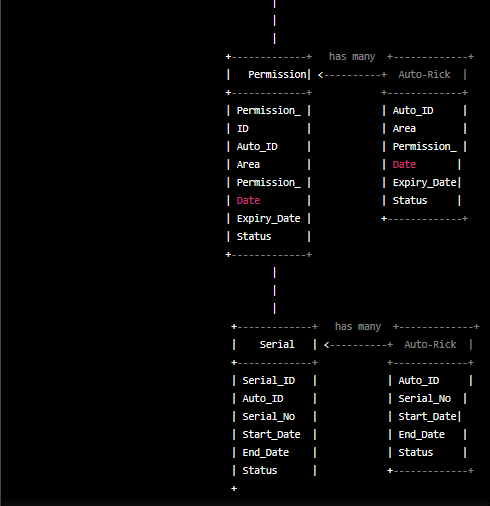 |
|
|
+-------------+   has many  +-------------+
|   Permission| <----------+  Auto-Rick  |
+-------------+            +-------------+
| Permission_ |            | Auto_ID     |
| ID          |            | Area        |
| Auto_ID     |            | Permission_ |
| Area        |            | Date       |
| Permission_ |            | Expiry_Date|
| Date        |            | Status     |
| Expiry_Date |            +-------------+
| Status      |
+-------------+
|
|
|
+-------------+   has many  +-------------+
|    Serial   | <----------+  Auto-Rick  |
+-------------+            +-------------+
| Serial_ID   |            | Auto_ID     |
| Auto_ID     |            | Serial_No  |
| Serial_No   |            | Start_Date|
| Start_Date  |            | End_Date   |
| End_Date    |            | Status     |
| Status      |            +-------------+
+